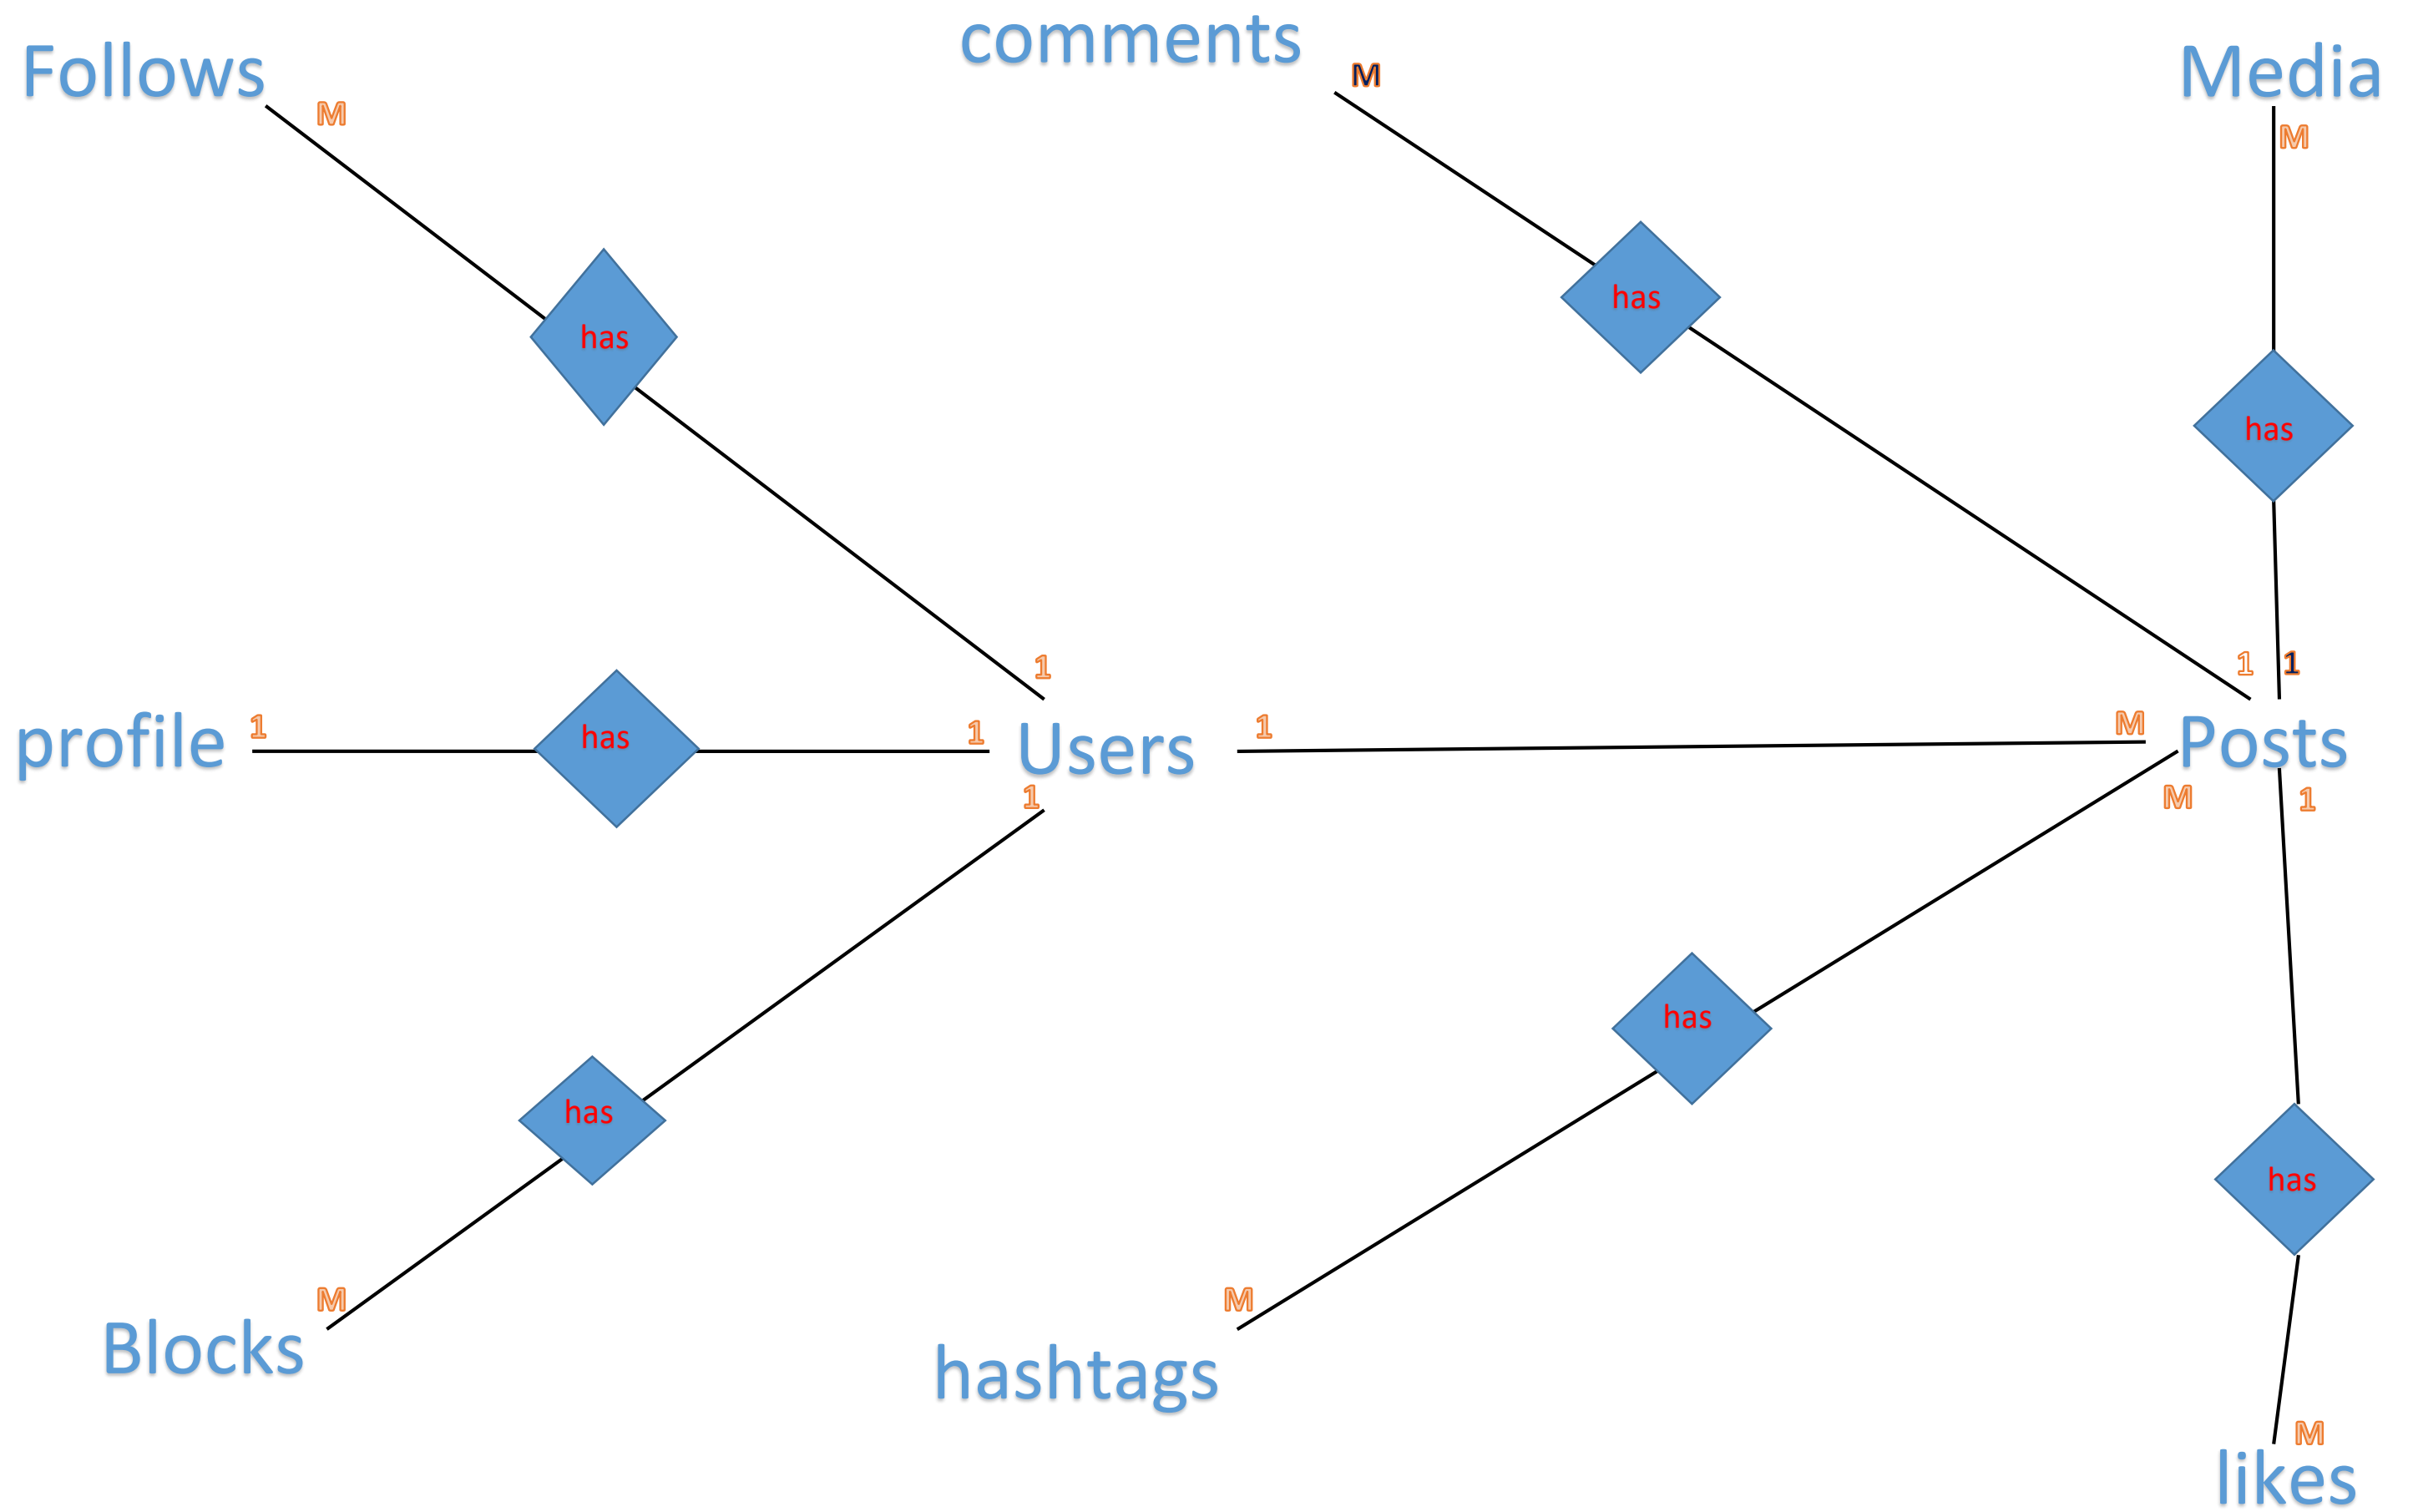 comments
Follows
Media
M
M
M
has
has
has
1
1
1
profile
1
has
1
Users
1
M
Posts
1
M
1
has
has
has
M
M
Blocks
hashtags
M
likes